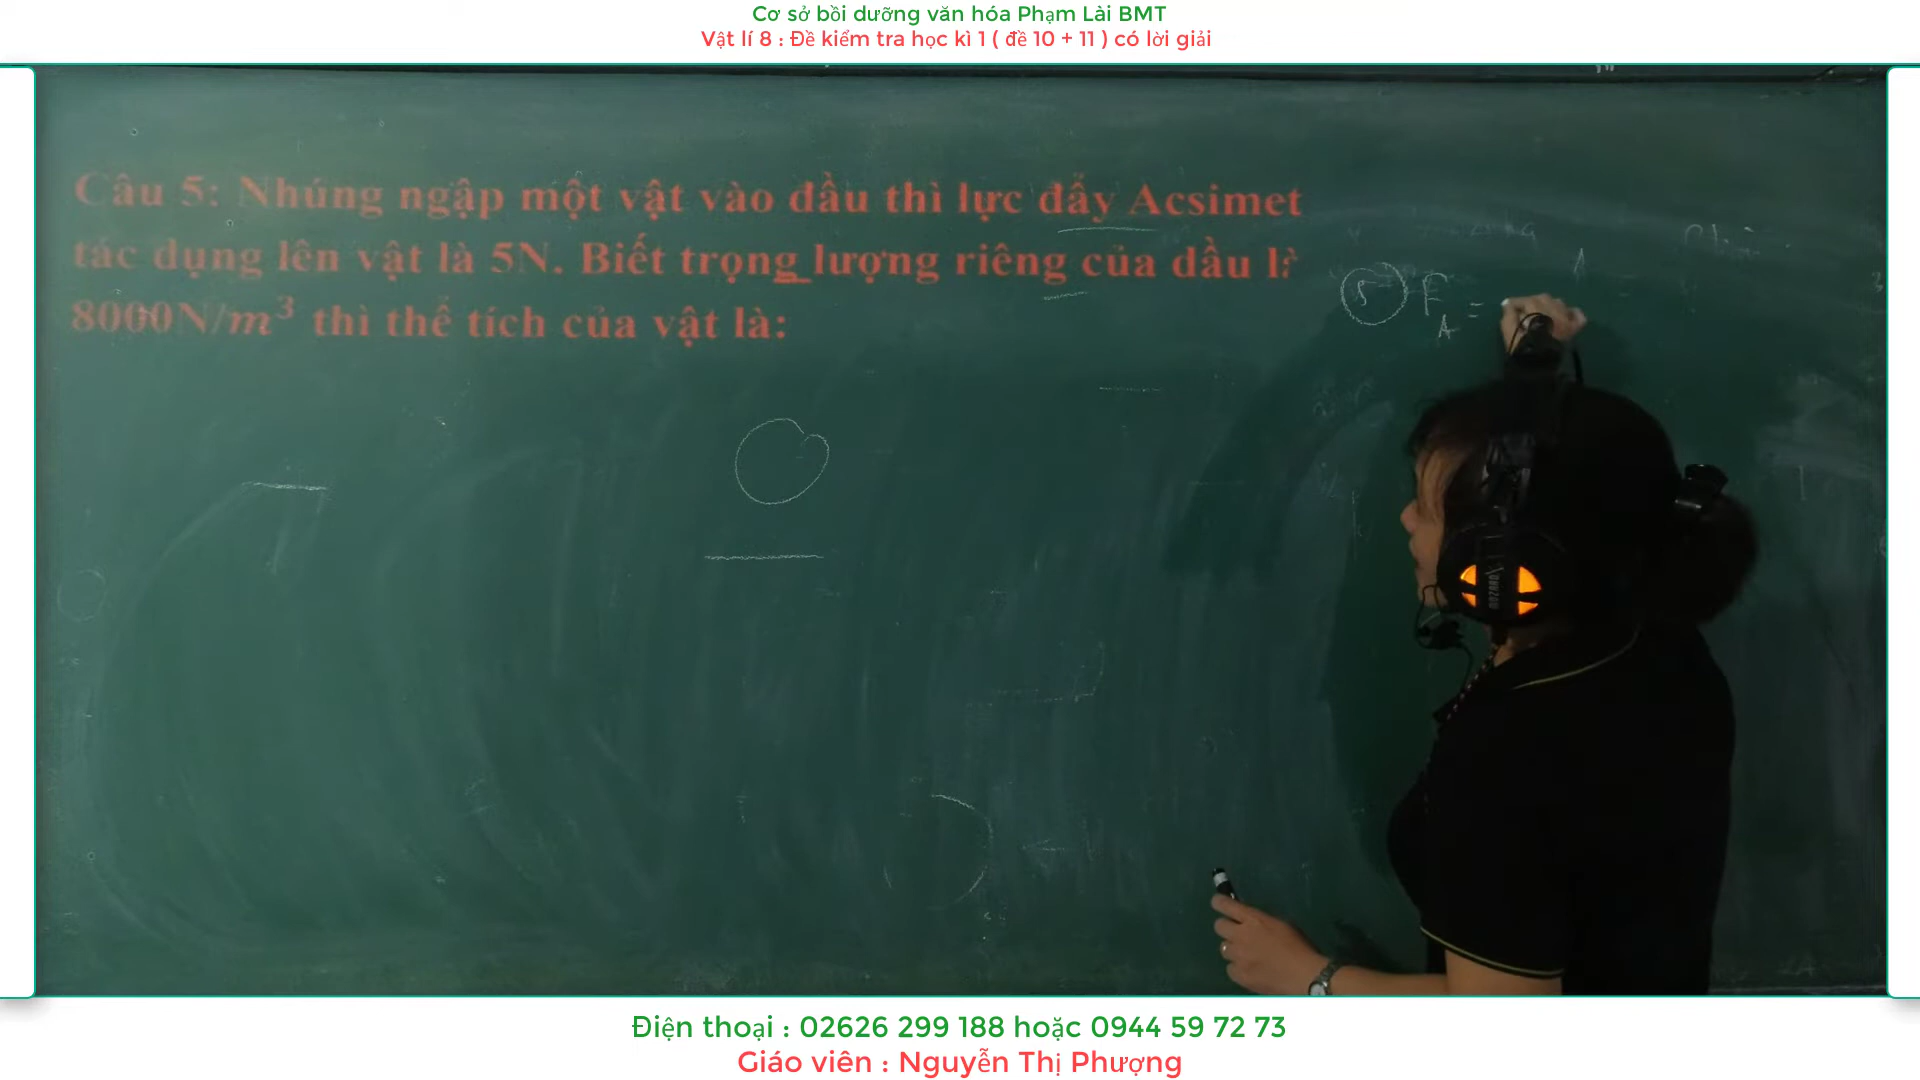 Cơ sở bồi dưỡng văn hóa Phạm Lài BMT
Vật lí 8 : Đề kiểm tra học kì 1 ( đề 10 + 11 ) có lời giải
Câu 5: Nhúng ngập một vật vào dầu thì lực đẩy Acsimet
tác dụng lên vật là 5N. Biết trọng lượng riêng của dầu là
8000N/m³ thì thể tích của vật là:
5 F_A =
Điện thoại : 02626 299 188 hoặc 0944 59 72 73
Giáo viên : Nguyễn Thị Phượng